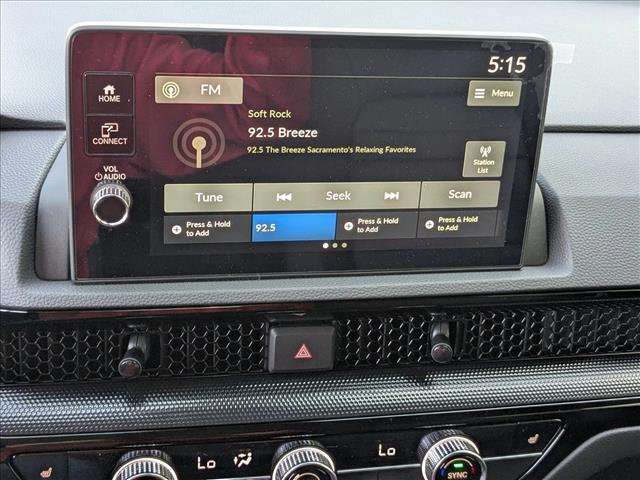 5:15
HOME
FM
Menu
Soft Rock
92.5 Breeze
92.5 The Breeze Sacramento's Relaxing Favorites
CONNECT
VOL
AUDIO
Station
List
Tune
Seek
Scan
Press & Hold
to Add
92.5
Press & Hold
to Add
Press & Hold
to Add
Lo
Lo
SYNC